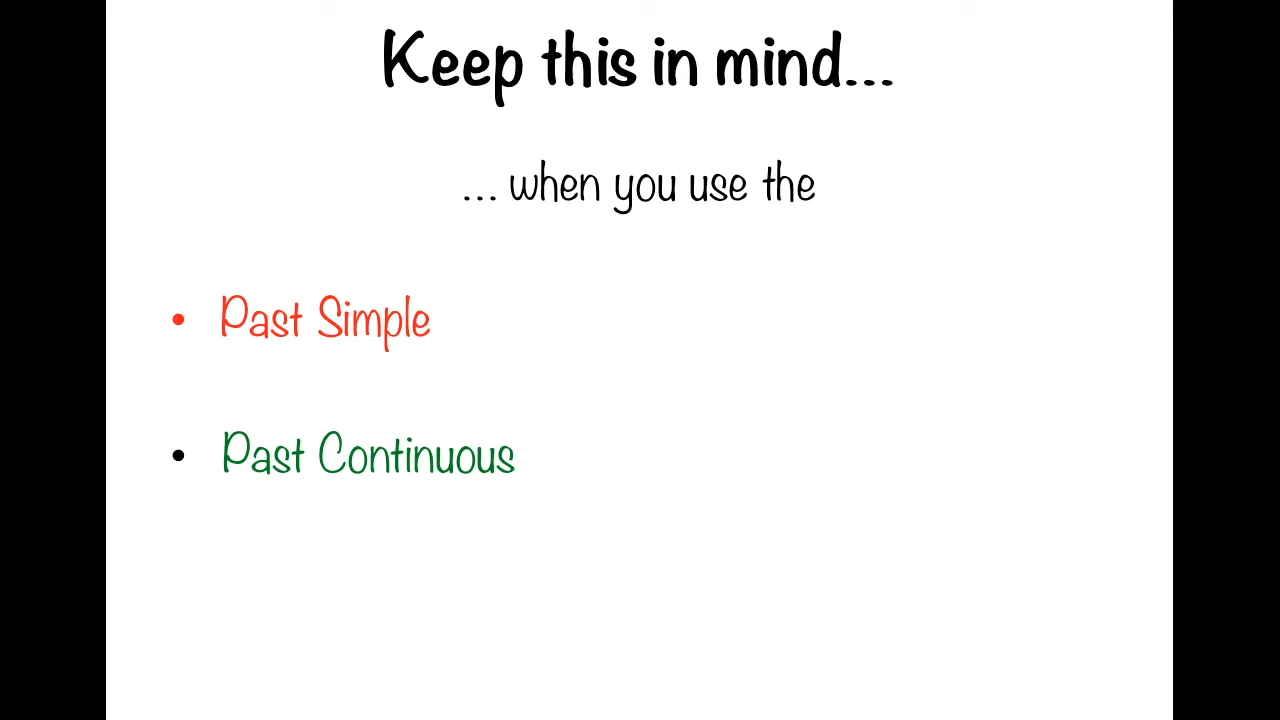 Keep this in mind...
... when you use the
• Past Simple
• Past Continuous